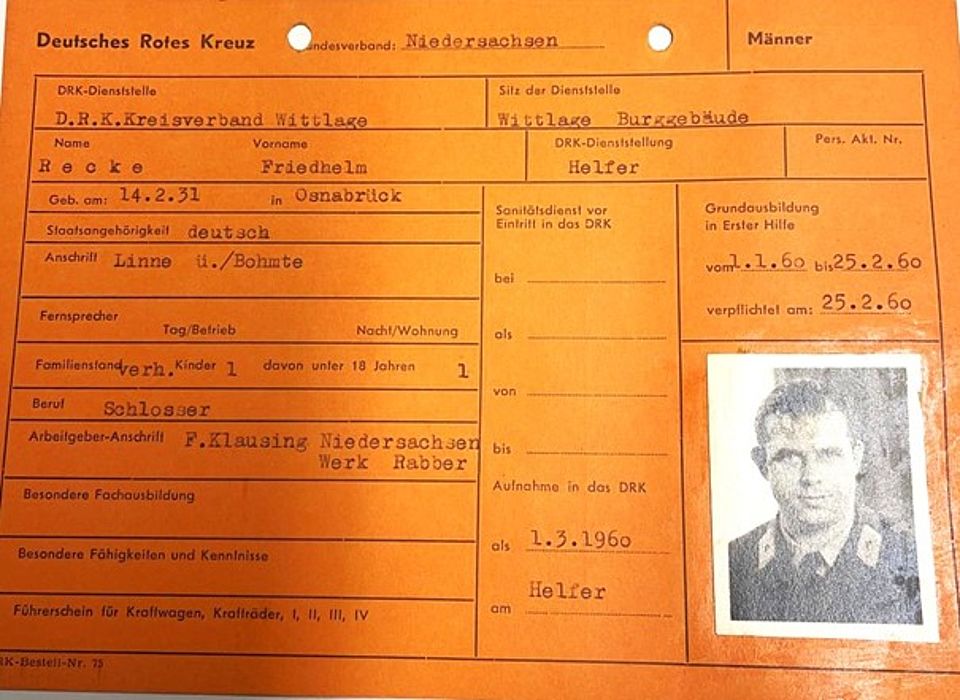 Deutsches Rotes Kreuz andesverband: Niedersachsen Männer
DRK-Dienststelle Sitz der Dienststelle
D.R.K.Kreisverband Wittlage Wittlage Burggebäude
Name Vorname DRK-Dienststellung Pers. Akt. Nr.
Recke Friedhelm Helfer
Geb. am: 14.2.31 in Osnabrück
Staatsangehörigkeit deutsch
Anschrift Linne ü./Bohmte
Fernsprecher
Tag/Betrieb Nacht/Wohnung
Familienstand verh. Kinder 1 davon unter 18 Jahren 1
Beruf Schlosser
Arbeitgeber-Anschrift F.Klausing Niedersachsen
Werk Rabber
Besondere Fachausbildung
Besondere Fähigkeiten und Kenntnisse
Führerschein für Kraftwagen, Krafträder, I, II, III, IV
Sanitätsdienst vor
Eintritt in das DRK
bei
als
von
bis
Aufnahme in das DRK
als 1.3.1960
Helfer
am
Grundausbildung
in Erster Hilfe
vom 1.1.60 bis 25.2.60
verpflichtet am: 25.2.60
RK-Bestell-Nr. 75